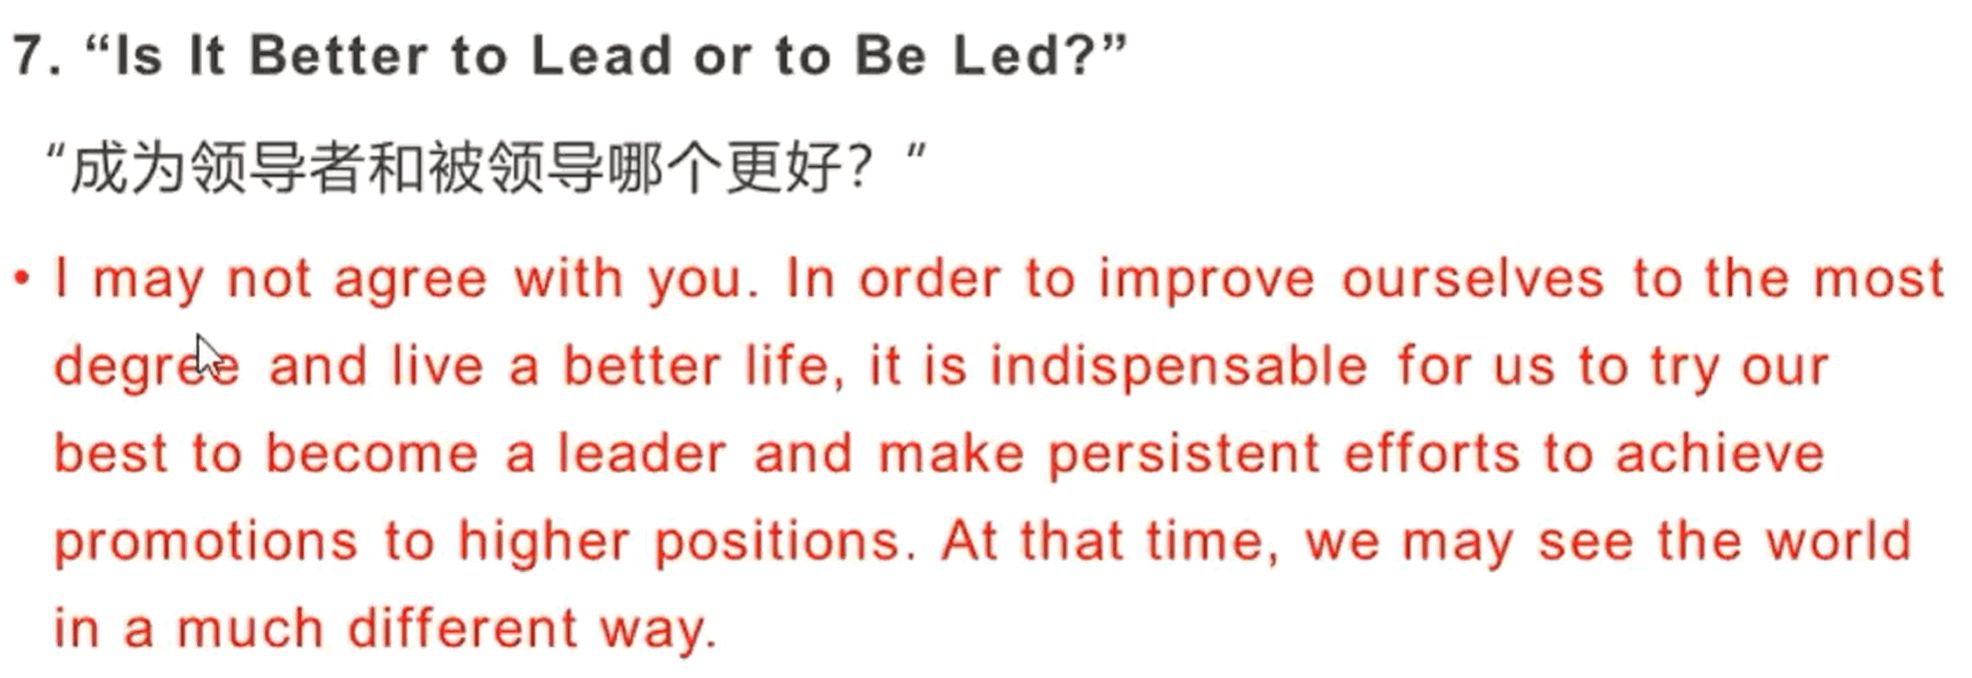 7. “Is It Better to Lead or to Be Led?”
“成为领导者和被领导哪个更好？”
• I may not agree with you. In order to improve ourselves to the most
degree and live a better life, it is indispensable for us to try our
best to become a leader and make persistent efforts to achieve
promotions to higher positions. At that time, we may see the world
in a much different way.